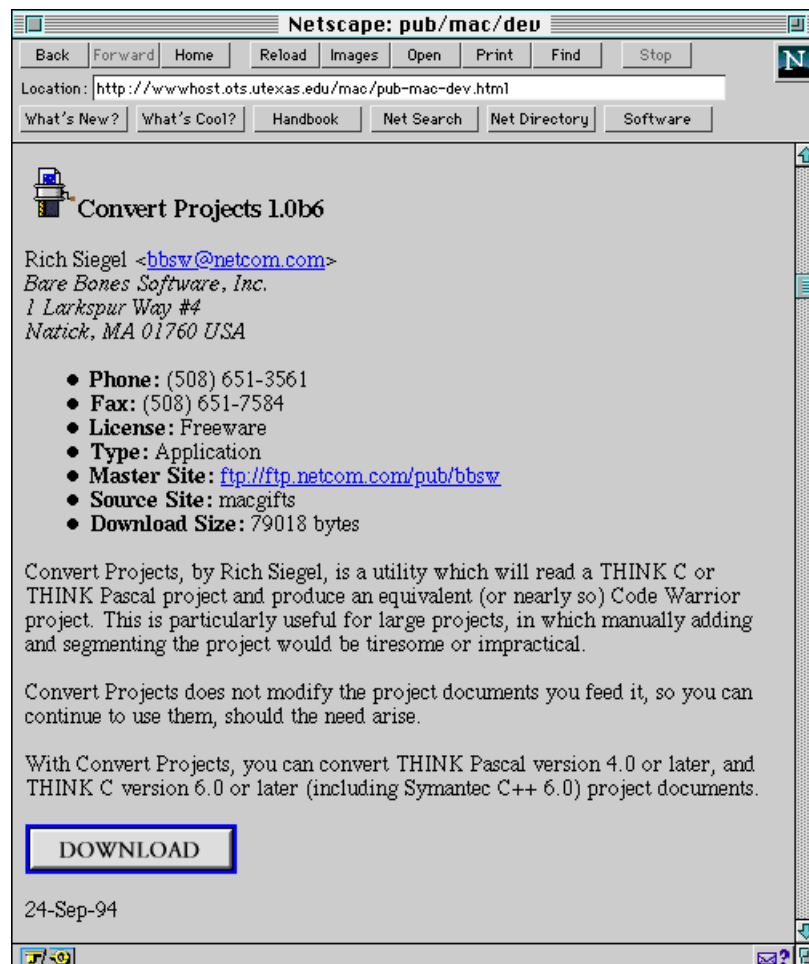 Netscape: pub/mac/dev
Back Forward Home Reload Images Open Print Find Stop
N
Location: http://wwwhost.ots.utexas.edu/mac/pub-mac-dev.html
What's New? What's Cool? Handbook Net Search Net Directory Software
Convert Projects 1.0b6
Rich Siegel <bbsw@netcom.com>
Bare Bones Software, Inc.
1 Larkspur Way #4
Natick, MA 01760 USA
● Phone: (508) 651-3561
● Fax: (508) 651-7584
● License: Freeware
● Type: Application
● Master Site: ftp://ftp.netcom.com/pub/bbsw
● Source Site: macgifts
● Download Size: 79018 bytes
Convert Projects, by Rich Siegel, is a utility which will read a THINK C or
THINK Pascal project and produce an equivalent (or nearly so) Code Warrior
project. This is particularly useful for large projects, in which manually adding
and segmenting the project would be tiresome or impractical.
Convert Projects does not modify the project documents you feed it, so you can
continue to use them, should the need arise.
With Convert Projects, you can convert THINK Pascal version 4.0 or later, and
THINK C version 6.0 or later (including Symantec C++ 6.0) project documents.
DOWNLOAD
24-Sep-94
?